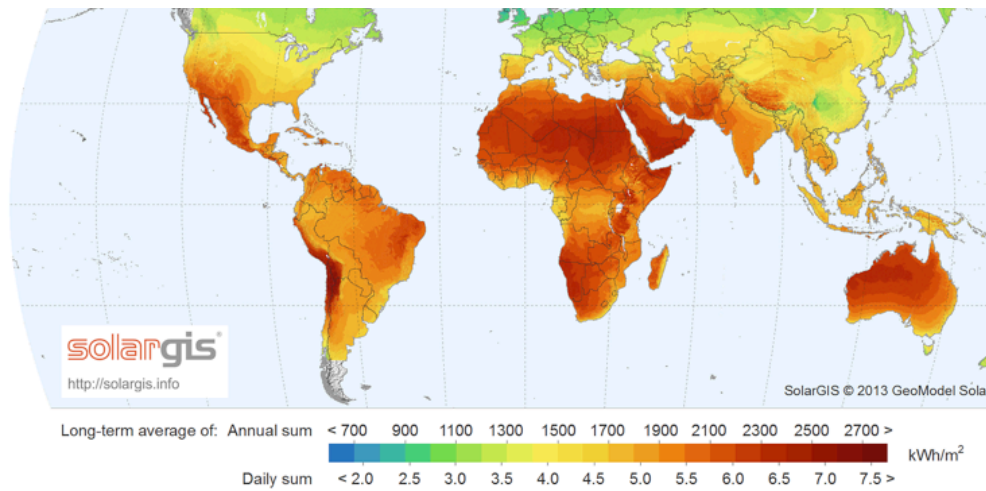 solargis®
http://solargis.info
SolarGIS © 2013 GeoModel Sola
Long-term average of: Annual sum < 700 900 1100 1300 1500 1700 1900 2100 2300 2500 2700 >
kWh/m²
Daily sum < 2.0 2.5 3.0 3.5 4.0 4.5 5.0 5.5 6.0 6.5 7.0 7.5 >